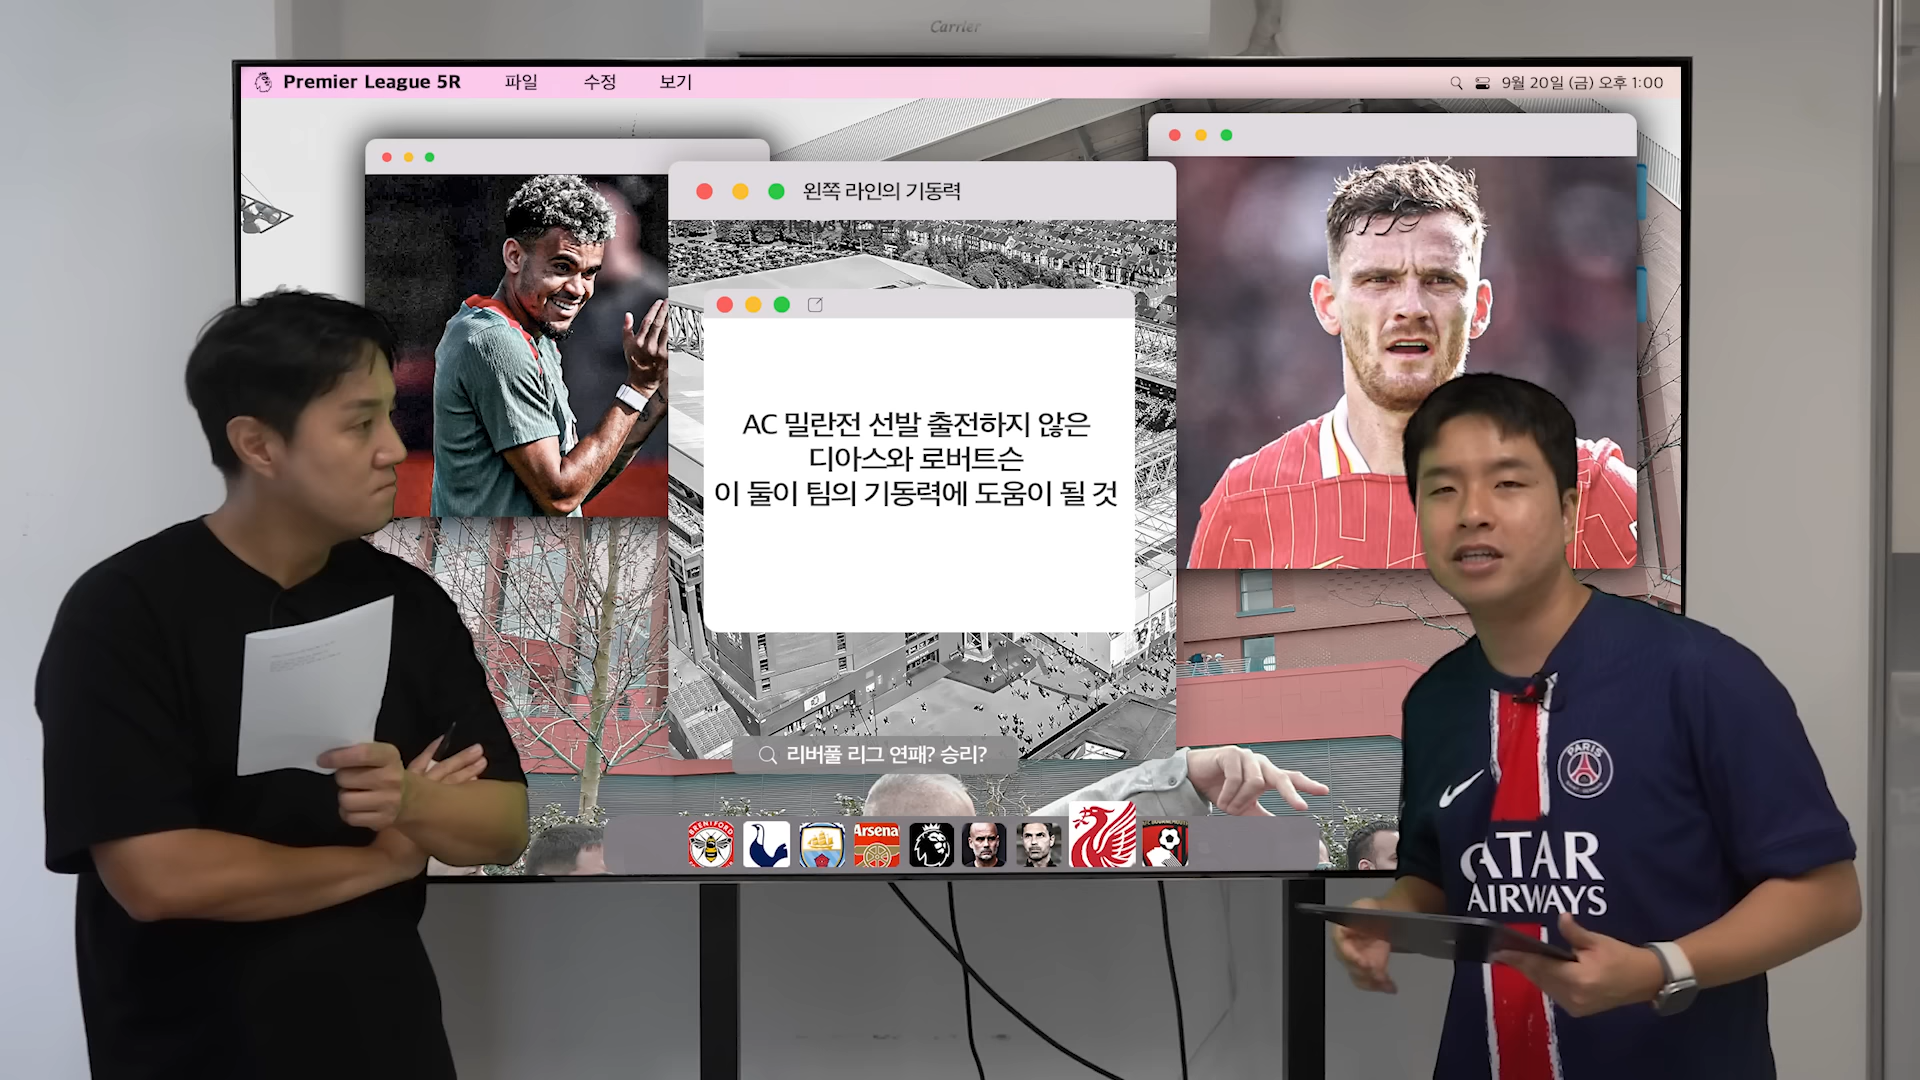 Carrier
Premier League 5R 파일 수정 보기
9월 20일 (금) 오후 1:00
왼쪽 라인의 기동력
AC 밀란전 선발 출전하지 않은
디아스와 로버트슨
이 둘이 팀의 기동력에 도움이 될 것
리버풀 리그 연패? 승리?
BRENTFORD
Arsenal
PARIS
QATAR
AIRWAYS